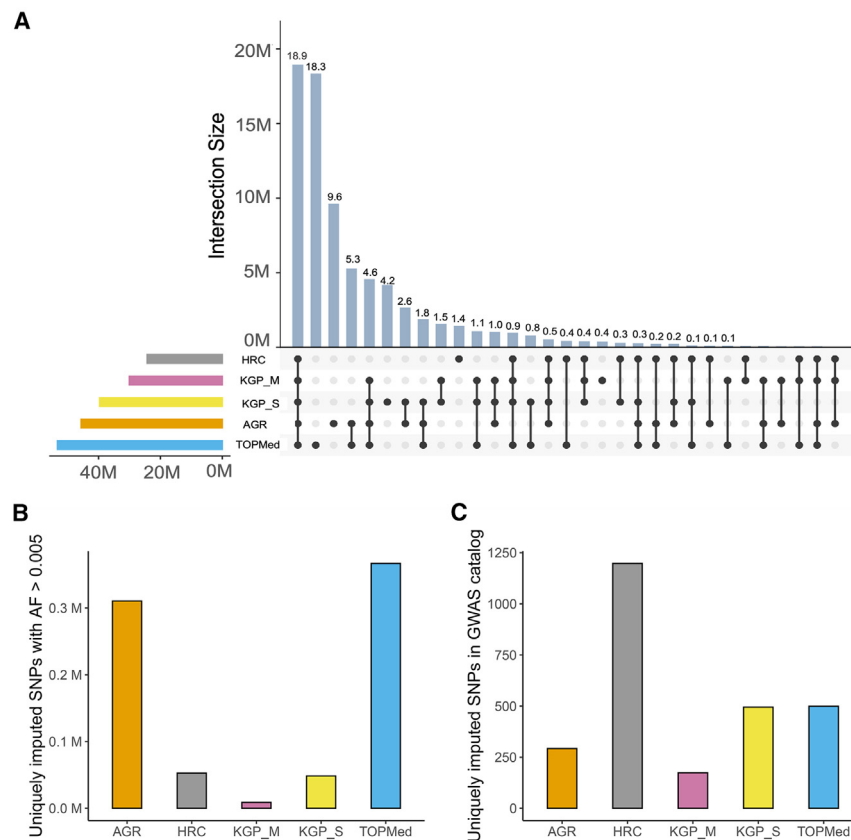 A
Intersection Size
20M
15M
10M
5M
0M
18.9 18.3 9.6 5.3 4.6 4.2 2.6 1.8 1.5 1.4 1.1 1.0 0.9 0.8 0.5 0.4 0.4 0.4 0.3 0.3 0.2 0.2 0.1 0.1 0.1
HRC
KGP_M
KGP_S
AGR
TOPMed
40M 20M 0M
B
Uniquely imputed SNPs with AF > 0.005
0.3 M
0.2 M
0.1 M
0.0 M
AGR HRC KGP_M KGP_S TOPMed
C
Uniquely imputed SNPs in GWAS catalog
1250
1000
750
500
250
0
AGR HRC KGP_M KGP_S TOPMed